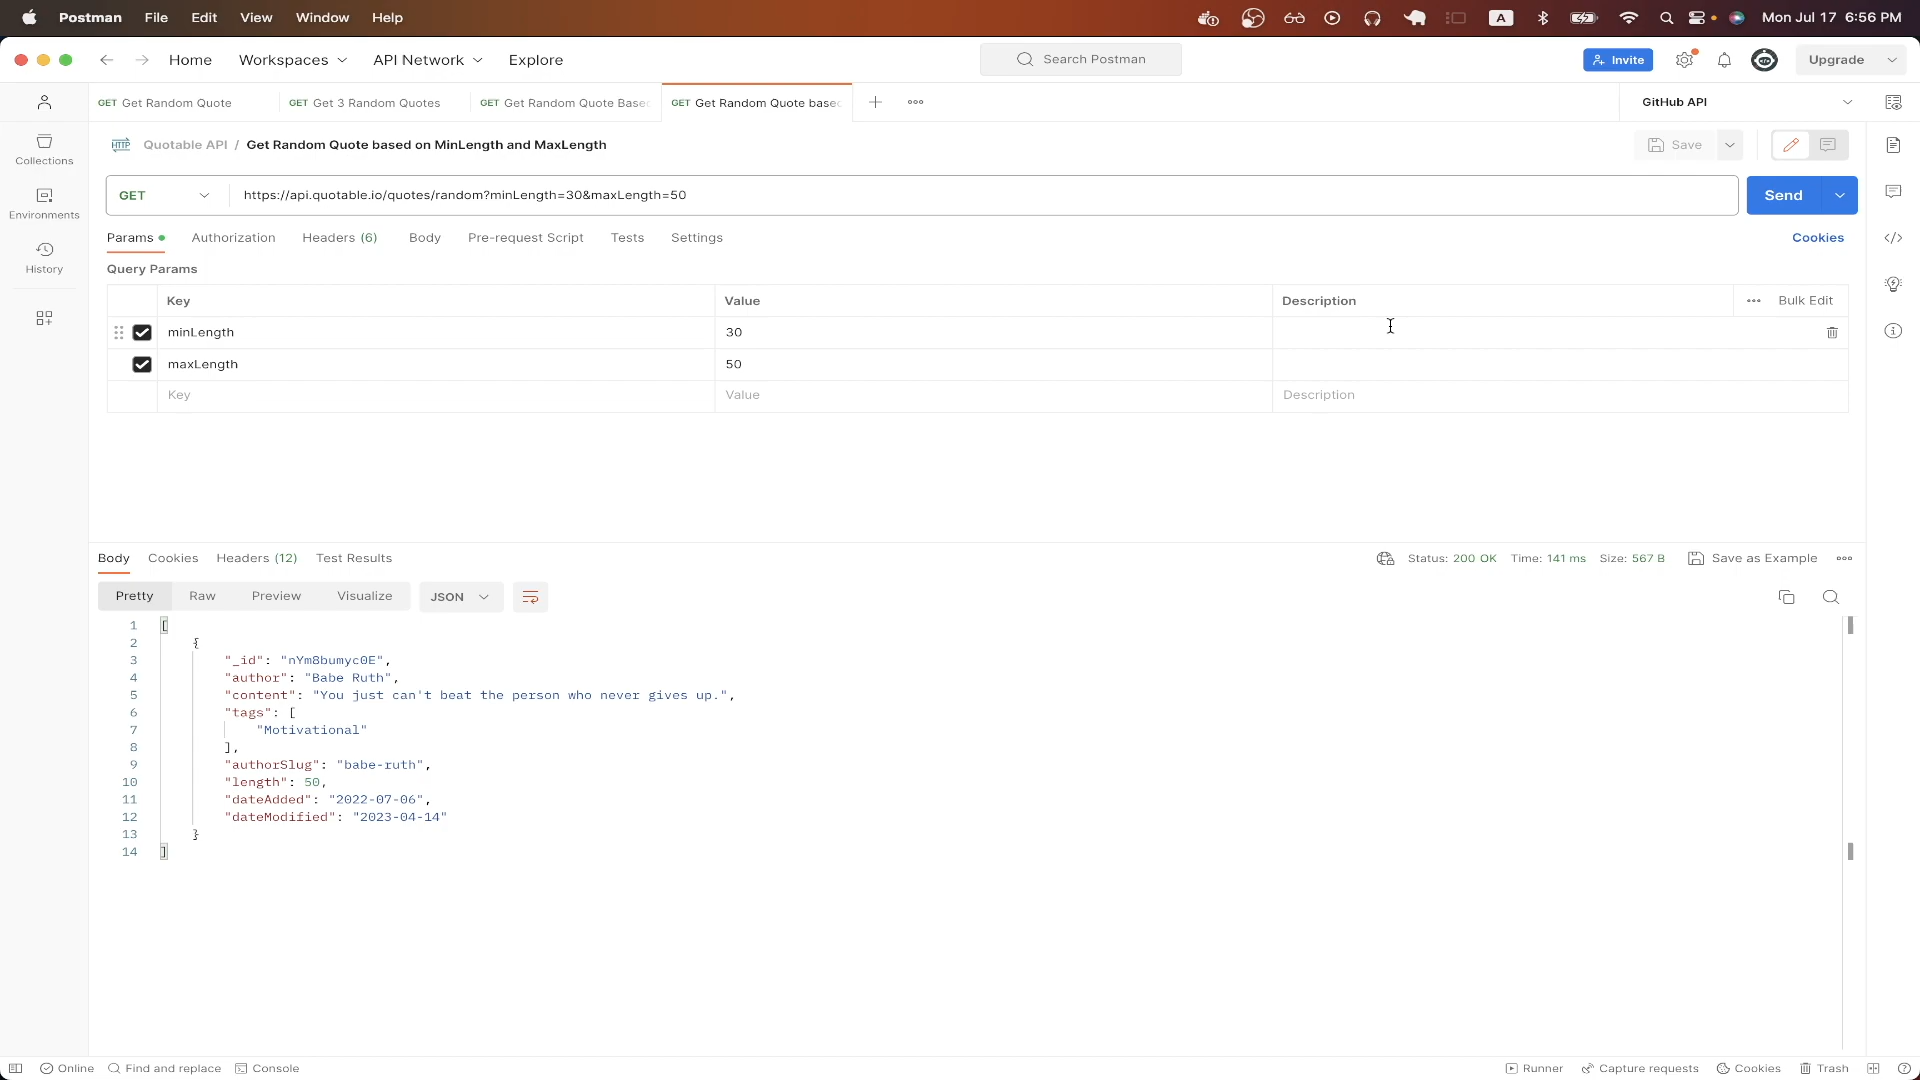 Postman File Edit View Window Help A Mon Jul 17 6:56 PM
Home Workspaces API Network Explore Search Postman Invite Upgrade
GET Get Random Quote GET Get 3 Random Quotes GET Get Random Quote Base GET Get Random Quote base GitHub API
HTTP Quotable API / Get Random Quote based on MinLength and MaxLength Save
Collections
Environments
History
GET https://api.quotable.io/quotes/random?minLength=30&maxLength=50 Send
Params Authorization Headers (6) Body Pre-request Script Tests Settings Cookies
Query Params
Key Value Description Bulk Edit
minLength 30
maxLength 50
Key Value Description
Body Cookies Headers (12) Test Results Status: 200 OK Time: 141 ms Size: 567 B Save as Example
Pretty Raw Preview Visualize JSON
1 [
2 {
3 "_id": "nYm8bumyc0E",
4 "author": "Babe Ruth",
5 "content": "You just can't beat the person who never gives up.",
6 "tags": [
7 "Motivational"
8 ],
9 "authorSlug": "babe-ruth",
10 "length": 50,
11 "dateAdded": "2022-07-06",
12 "dateModified": "2023-04-14"
13 }
14 ]
Online Find and replace Console Runner Capture requests Cookies Trash